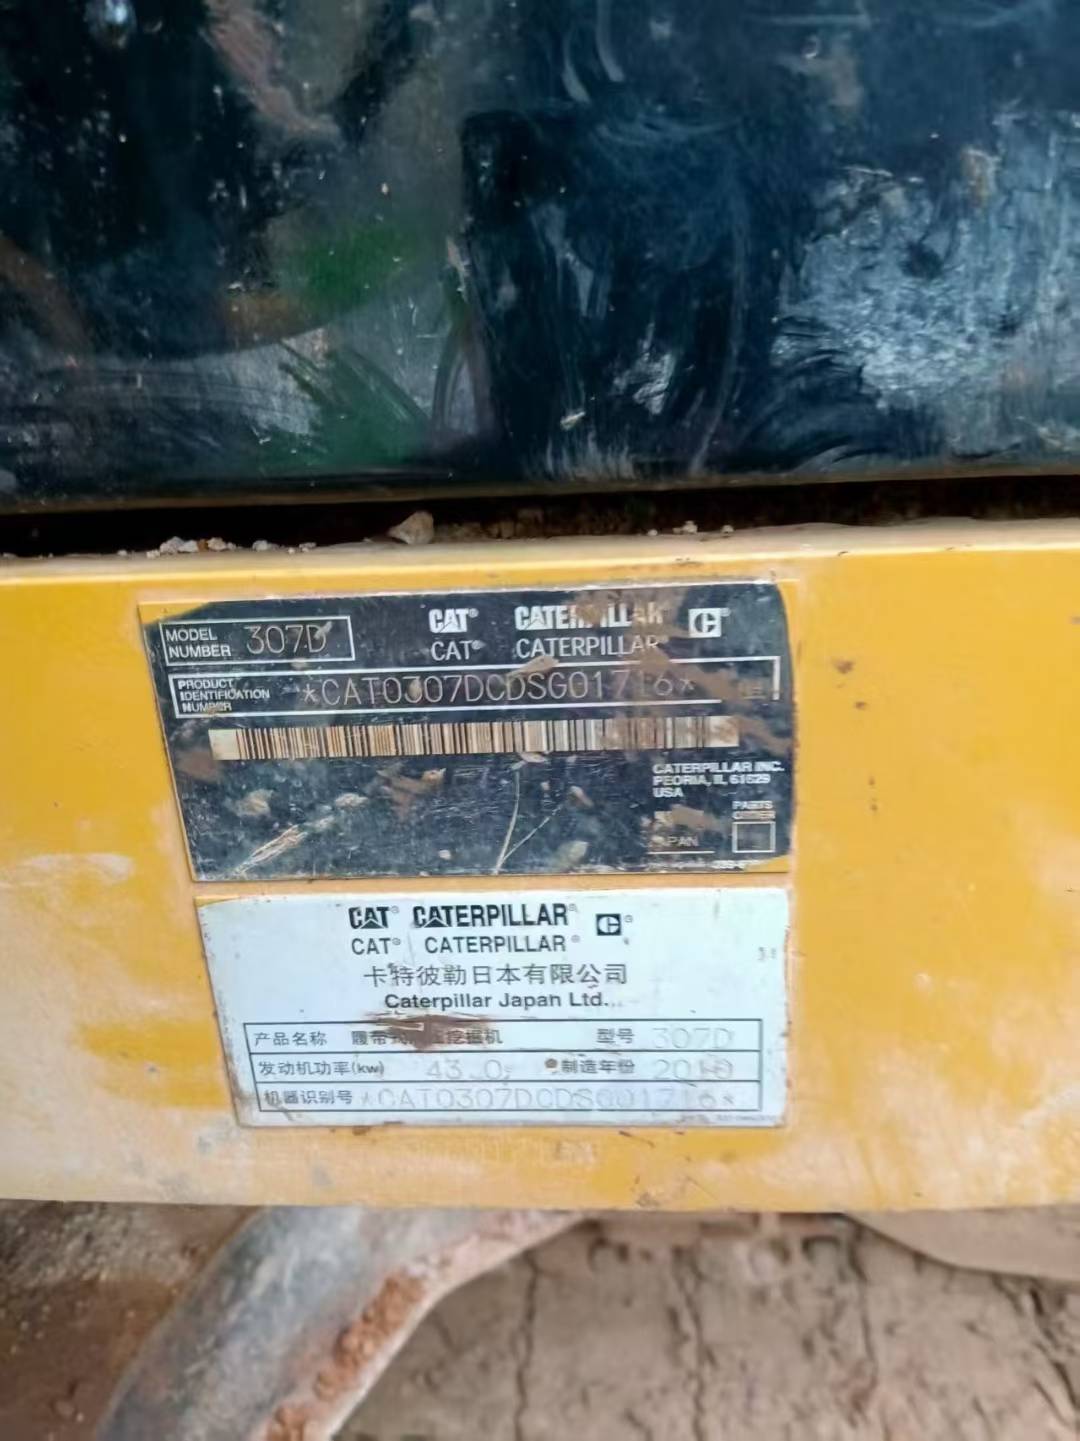 MODEL NUMBER 307D
CAT® CATERPILLAR®
CAT® CATERPILLAR®
PRODUCT IDENTIFICATION NUMBER *CAT0307DCDSG01716*
CATERPILLAR INC.
PEORIA, IL 61629
USA
JAPAN
CAT® CATERPILLAR®
CAT® CATERPILLAR®
卡特彼勒日本有限公司
Caterpillar Japan Ltd.
产品名称 履带式 挖掘机 型号 307D
发动机功率(kw) 43.0 制造年份 2010
机器识别号 *CAT0307DCDSG01716*